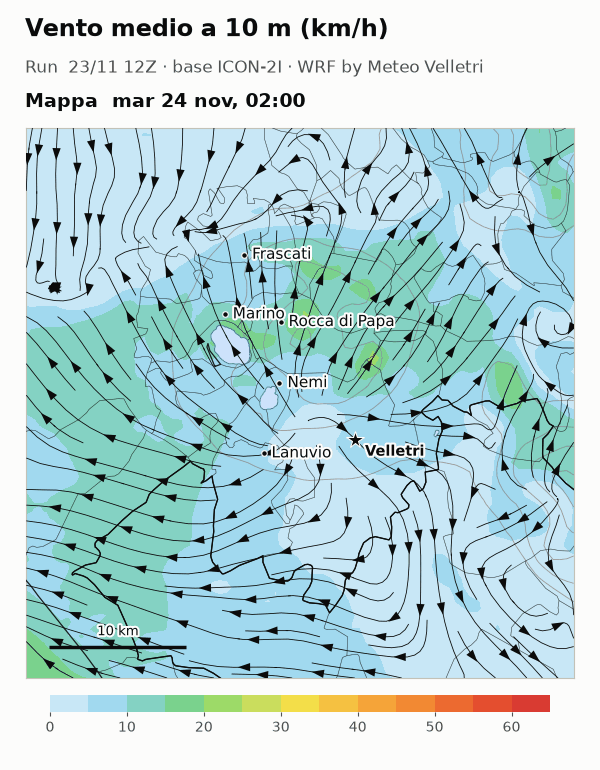 Vento medio a 10 m (km/h)
Run  23/11 12Z · base ICON-2I · WRF by Meteo Velletri
Mappa  mar 24 nov, 02:00
Frascati
Marino
Rocca di Papa
Nemi
Velletri
Lanuvio
10 km
0 10 20 30 40 50 60